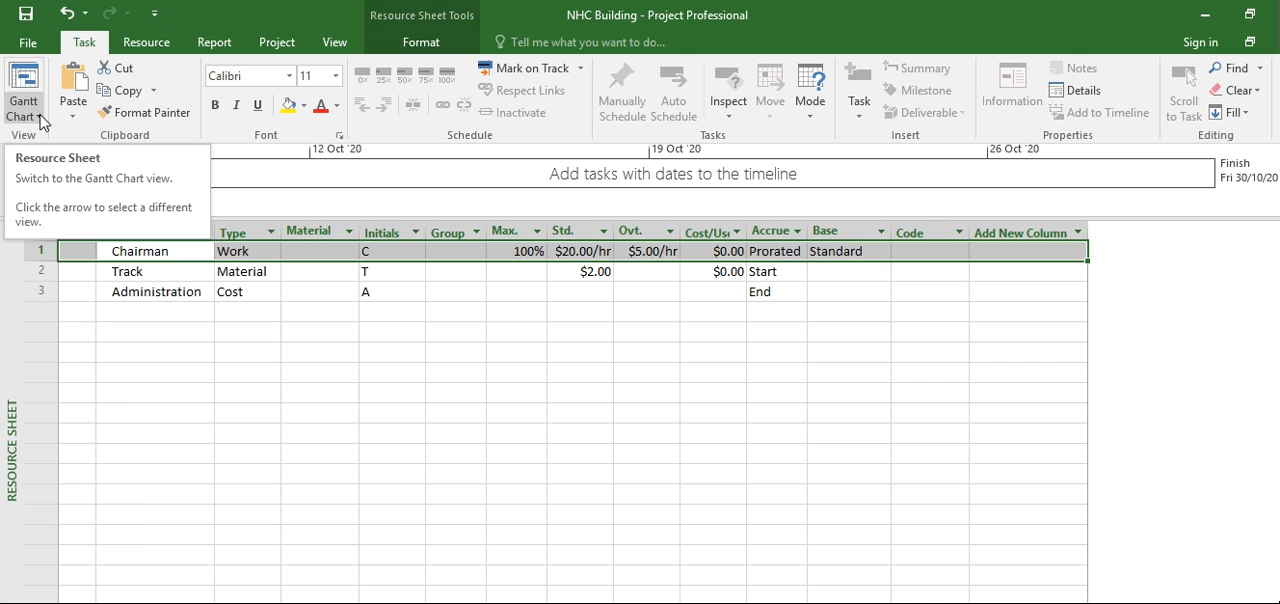 Resource Sheet Tools
NHC Building - Project Professional
File Task Resource Report Project View Format Tell me what you want to do... Sign in
Gantt Chart
View
Paste
Cut
Copy
Format Painter
Clipboard
Calibri 11
B I U A
Font
0% 25% 50% 75% 100%
Mark on Track
Respect Links
Inactivate
Schedule
Manually Schedule
Auto Schedule
Inspect
Move
Mode
Tasks
Task
Summary
Milestone
Deliverable
Insert
Information
Notes
Details
Add to Timeline
Properties
Scroll to Task
Find
Clear
Fill
Editing
Resource Sheet
Switch to the Gantt Chart view.
Click the arrow to select a different
view.
12 Oct '20 19 Oct '20 26 Oct '20
Add tasks with dates to the timeline
Finish
Fri 30/10/20
Type Material Initials Group Max. Std. Ovt. Cost/Use Accrue Base Code Add New Column
1 Chairman Work C 100% $20.00/hr $5.00/hr $0.00 Prorated Standard
2 Track Material T $2.00 $0.00 Start
3 Administration Cost A End
RESOURCE SHEET